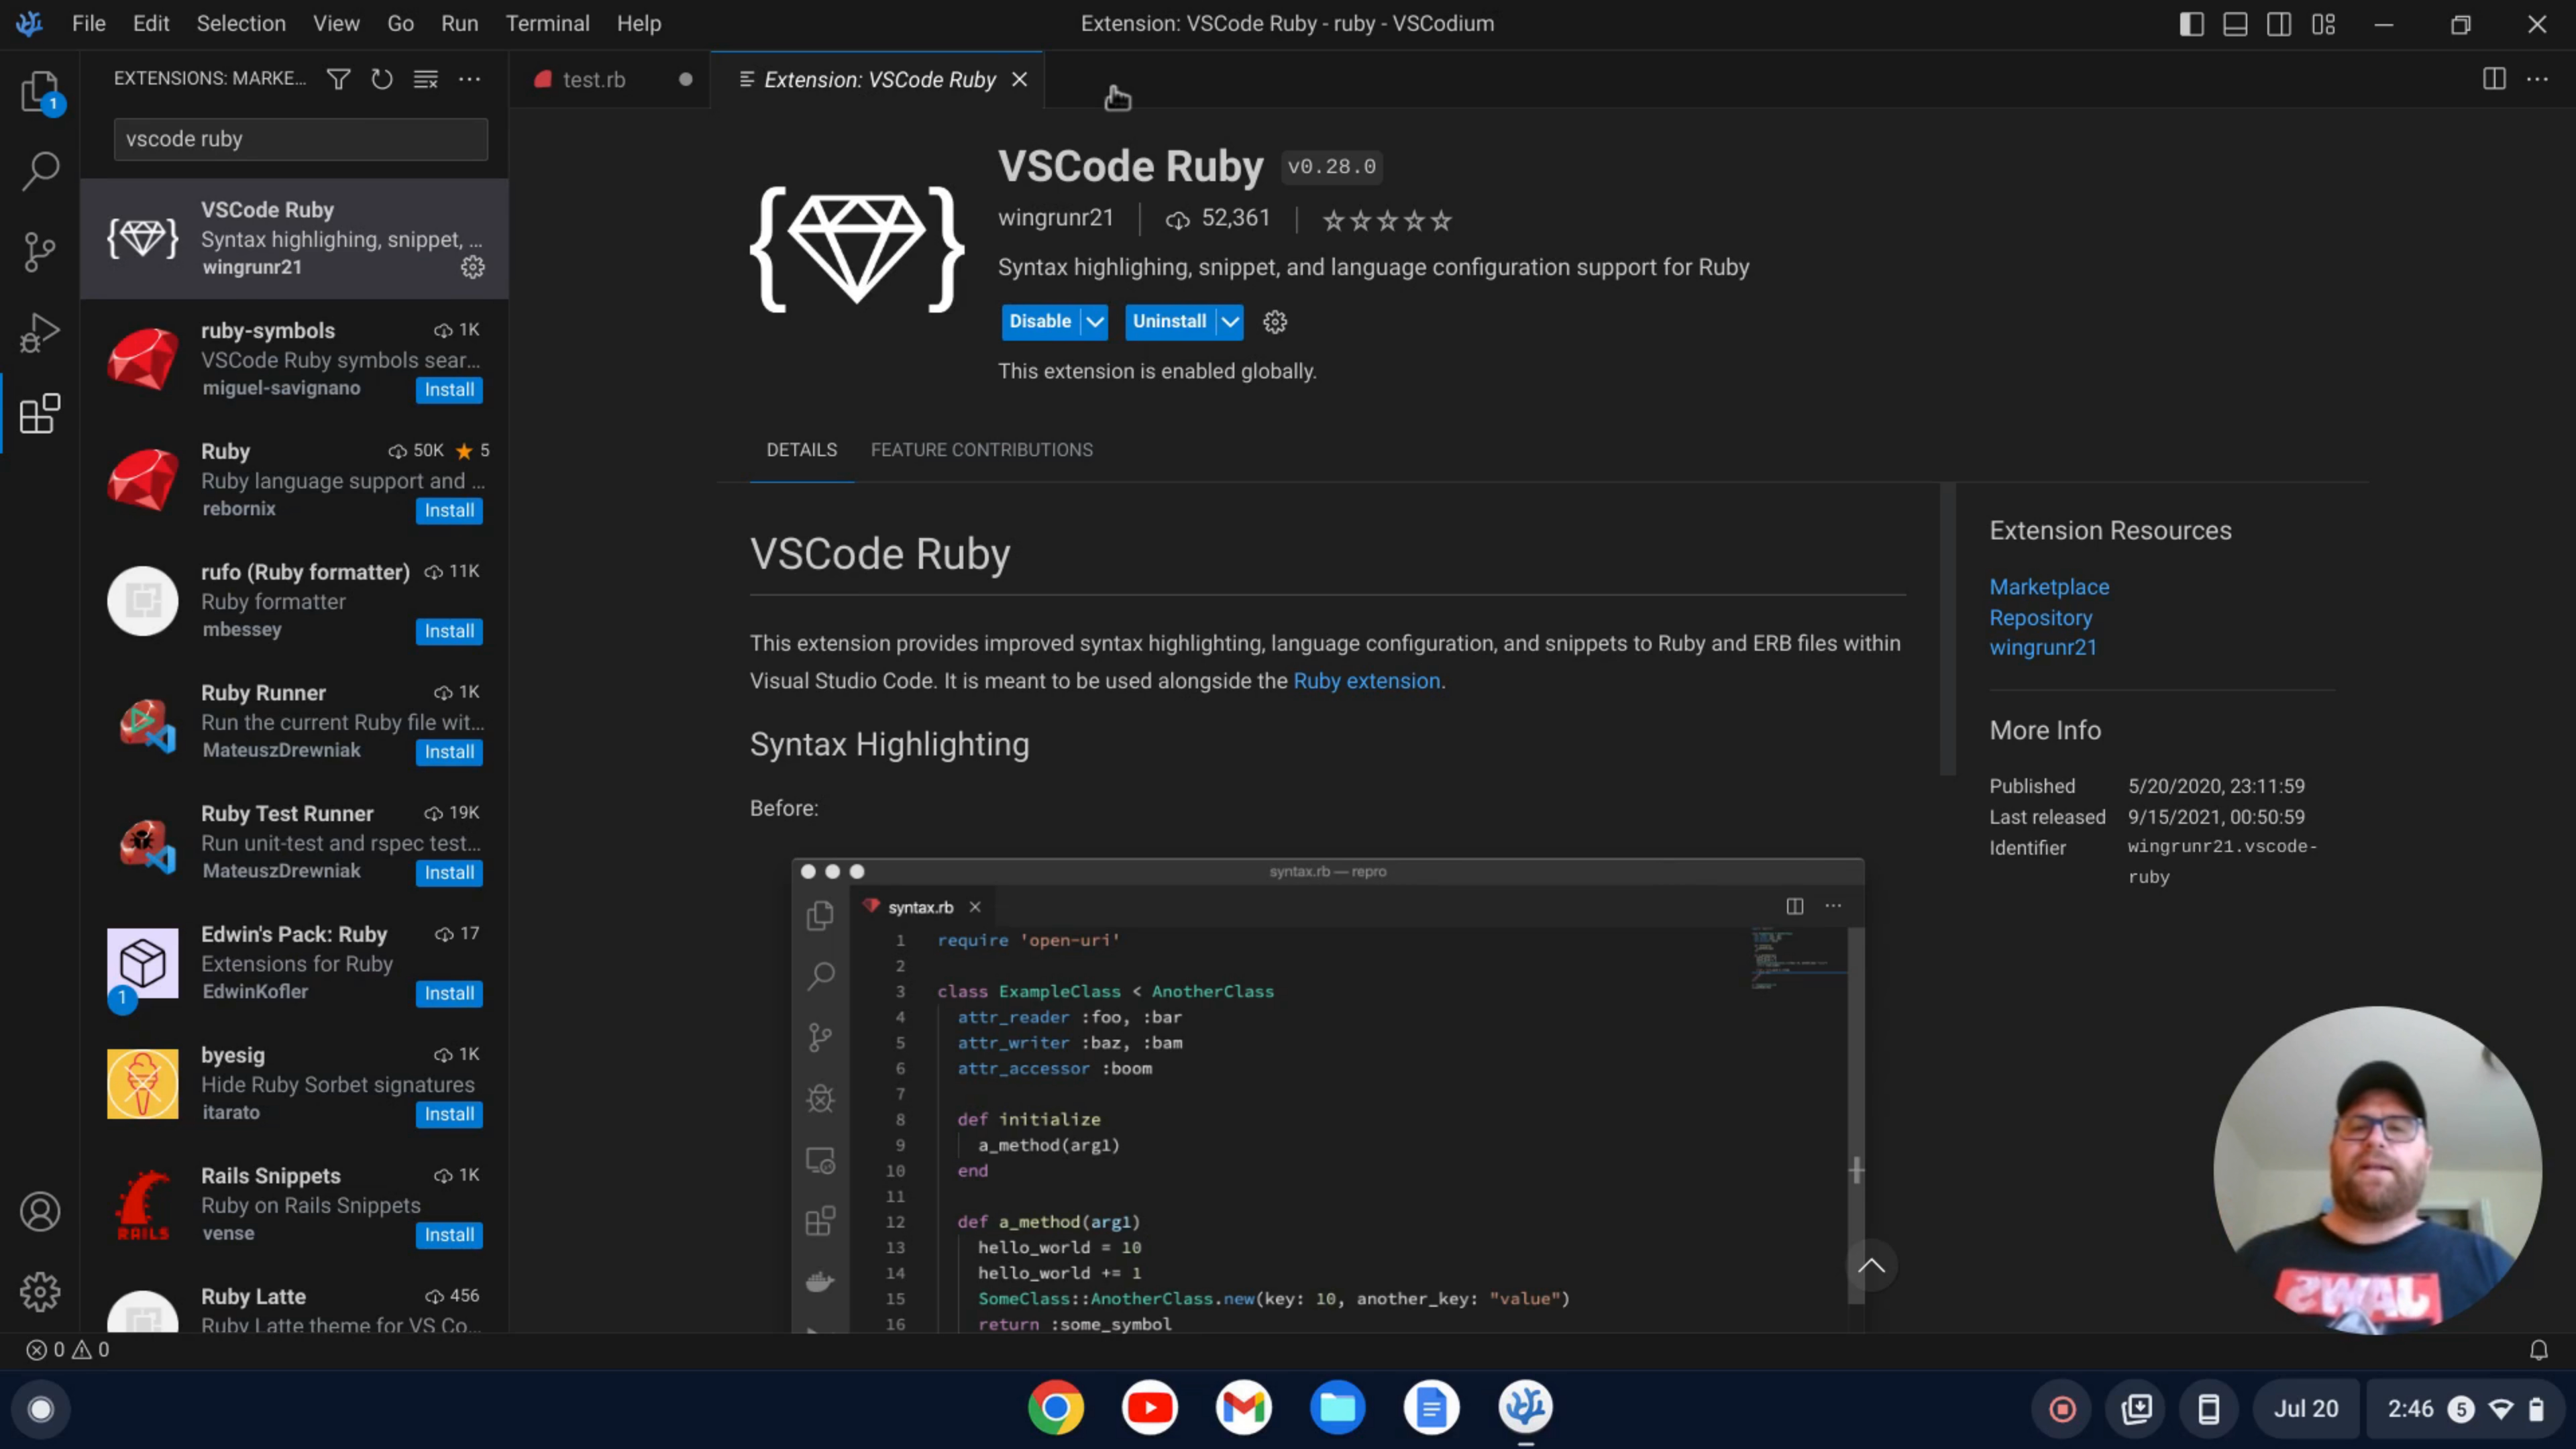 File Edit Selection View Go Run Terminal Help
Extension: VSCode Ruby - ruby - VSCodium
EXTENSIONS: MARKE...
test.rb
Extension: VSCode Ruby
1
vscode ruby
VSCode Ruby
Syntax highlighing, snippet, ...
wingrunr21
ruby-symbols 1K
VSCode Ruby symbols sear...
miguel-savignano Install
Ruby 50K ★ 5
Ruby language support and ...
rebornix Install
rufo (Ruby formatter) 11K
Ruby formatter
mbessey Install
Ruby Runner 1K
Run the current Ruby file wit...
MateuszDrewniak Install
Ruby Test Runner 19K
Run unit-test and rspec test...
MateuszDrewniak Install
Edwin's Pack: Ruby 17
Extensions for Ruby
EdwinKofler Install
1
byesig 1K
Hide Ruby Sorbet signatures
itarato Install
Rails Snippets 1K
Ruby on Rails Snippets
RAILS
vense Install
Ruby Latte 456
Ruby Latte theme for VS Co...
VSCode Ruby v0.28.0
wingrunr21 52,361
Syntax highlighing, snippet, and language configuration support for Ruby
Disable Uninstall
This extension is enabled globally.
DETAILS FEATURE CONTRIBUTIONS
VSCode Ruby
This extension provides improved syntax highlighting, language configuration, and snippets to Ruby and ERB files within
Visual Studio Code. It is meant to be used alongside the Ruby extension.
Syntax Highlighting
Before:
syntax.rb — repro
syntax.rb
1 require 'open-uri'
2
3 class ExampleClass < AnotherClass
4 attr_reader :foo, :bar
5 attr_writer :baz, :bam
6 attr_accessor :boom
7
8 def initialize
9 a_method(arg1)
10 end
11
12 def a_method(arg1)
13 hello_world = 10
14 hello_world += 1
15 SomeClass::AnotherClass.new(key: 10, another_key: "value")
16 return :some_symbol
Extension Resources
Marketplace
Repository
wingrunr21
More Info
Published 5/20/2020, 23:11:59
Last released 9/15/2021, 00:50:59
Identifier wingrunr21.vscode-
ruby
JAWS
0 0
Jul 20
2:46 5